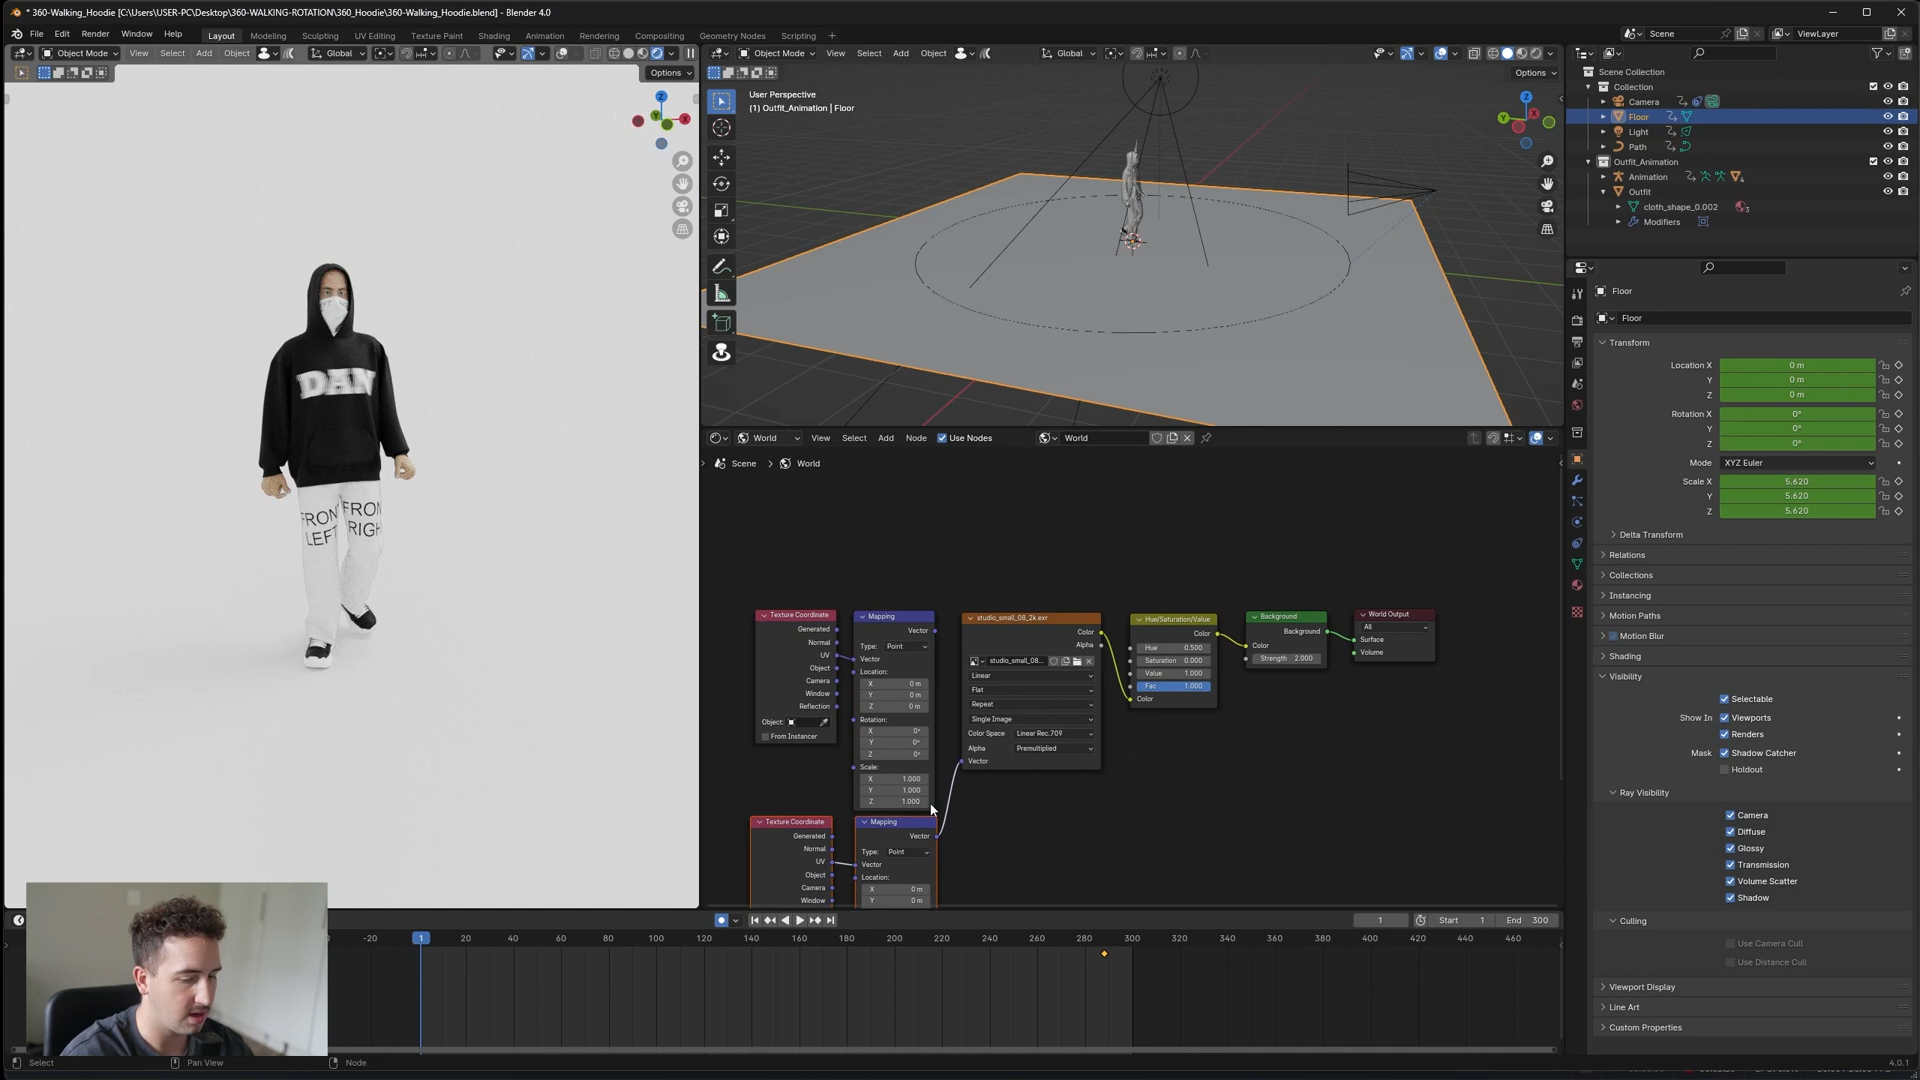 * 360-Walking_Hoodie [C:\Users\USER-PC\Desktop\360-WALKING-ROTATION\360_Hoodie\360-Walking_Hoodie.blend] - Blender 4.0
File Edit Render Window Help
Layout Modeling Sculpting UV Editing Texture Paint Shading Animation Rendering Compositing Geometry Nodes Scripting +
Scene ViewLayer
Object Mode View Select Add Object Global
Options
DAN
FRONT LEFT
FRONT RIGH
Object Mode View Select Add Object Global
Options
User Perspective
(1) Outfit_Animation | Floor
World View Select Add Node Use Nodes World
Scene > World
Texture Coordinate
Generated
Normal
UV
Object
Camera
Window
Reflection
Object:
From Instancer
Mapping
Vector
Type: Point
Vector
Location:
X 0 m
Y 0 m
Z 0 m
Rotation:
X 0°
Y 0°
Z 0°
Scale:
X 1.000
Y 1.000
Z 1.000
studio_small_08_2k.exr
Color
Alpha
studio_small_08...
Linear
Flat
Repeat
Single Image
Color Space Linear Rec.709
Alpha Premultiplied
Vector
Hue/Saturation/Value
Color
Hue 0.500
Saturation 0.000
Value 1.000
Fac 1.000
Color
Background
Background
Color
Strength 2.000
World Output
All
Surface
Volume
Texture Coordinate
Generated
Normal
UV
Object
Camera
Window
Mapping
Vector
Type: Point
Vector
Location:
X 0 m
Y 0 m
1 Start 1 End 300
-20 1 20 40 60 80 100 120 140 160 180 200 220 240 260 280 300 320 340 360 380 400 420 440 460
Select Pan View Node 4.0.1
Scene Collection
Collection
Camera
Floor
Light
Path
Outfit_Animation
Animation
Outfit
cloth_shape_0.002 3
Modifiers
Floor
Floor
Transform
Location X 0 m
Y 0 m
Z 0 m
Rotation X 0°
Y 0°
Z 0°
Mode XYZ Euler
Scale X 5.620
Y 5.620
Z 5.620
Delta Transform
Relations
Collections
Instancing
Motion Paths
Motion Blur
Shading
Visibility
Selectable
Show In Viewports
Renders
Mask Shadow Catcher
Holdout
Ray Visibility
Camera
Diffuse
Glossy
Transmission
Volume Scatter
Shadow
Culling
Use Camera Cull
Use Distance Cull
Viewport Display
Line Art
Custom Properties